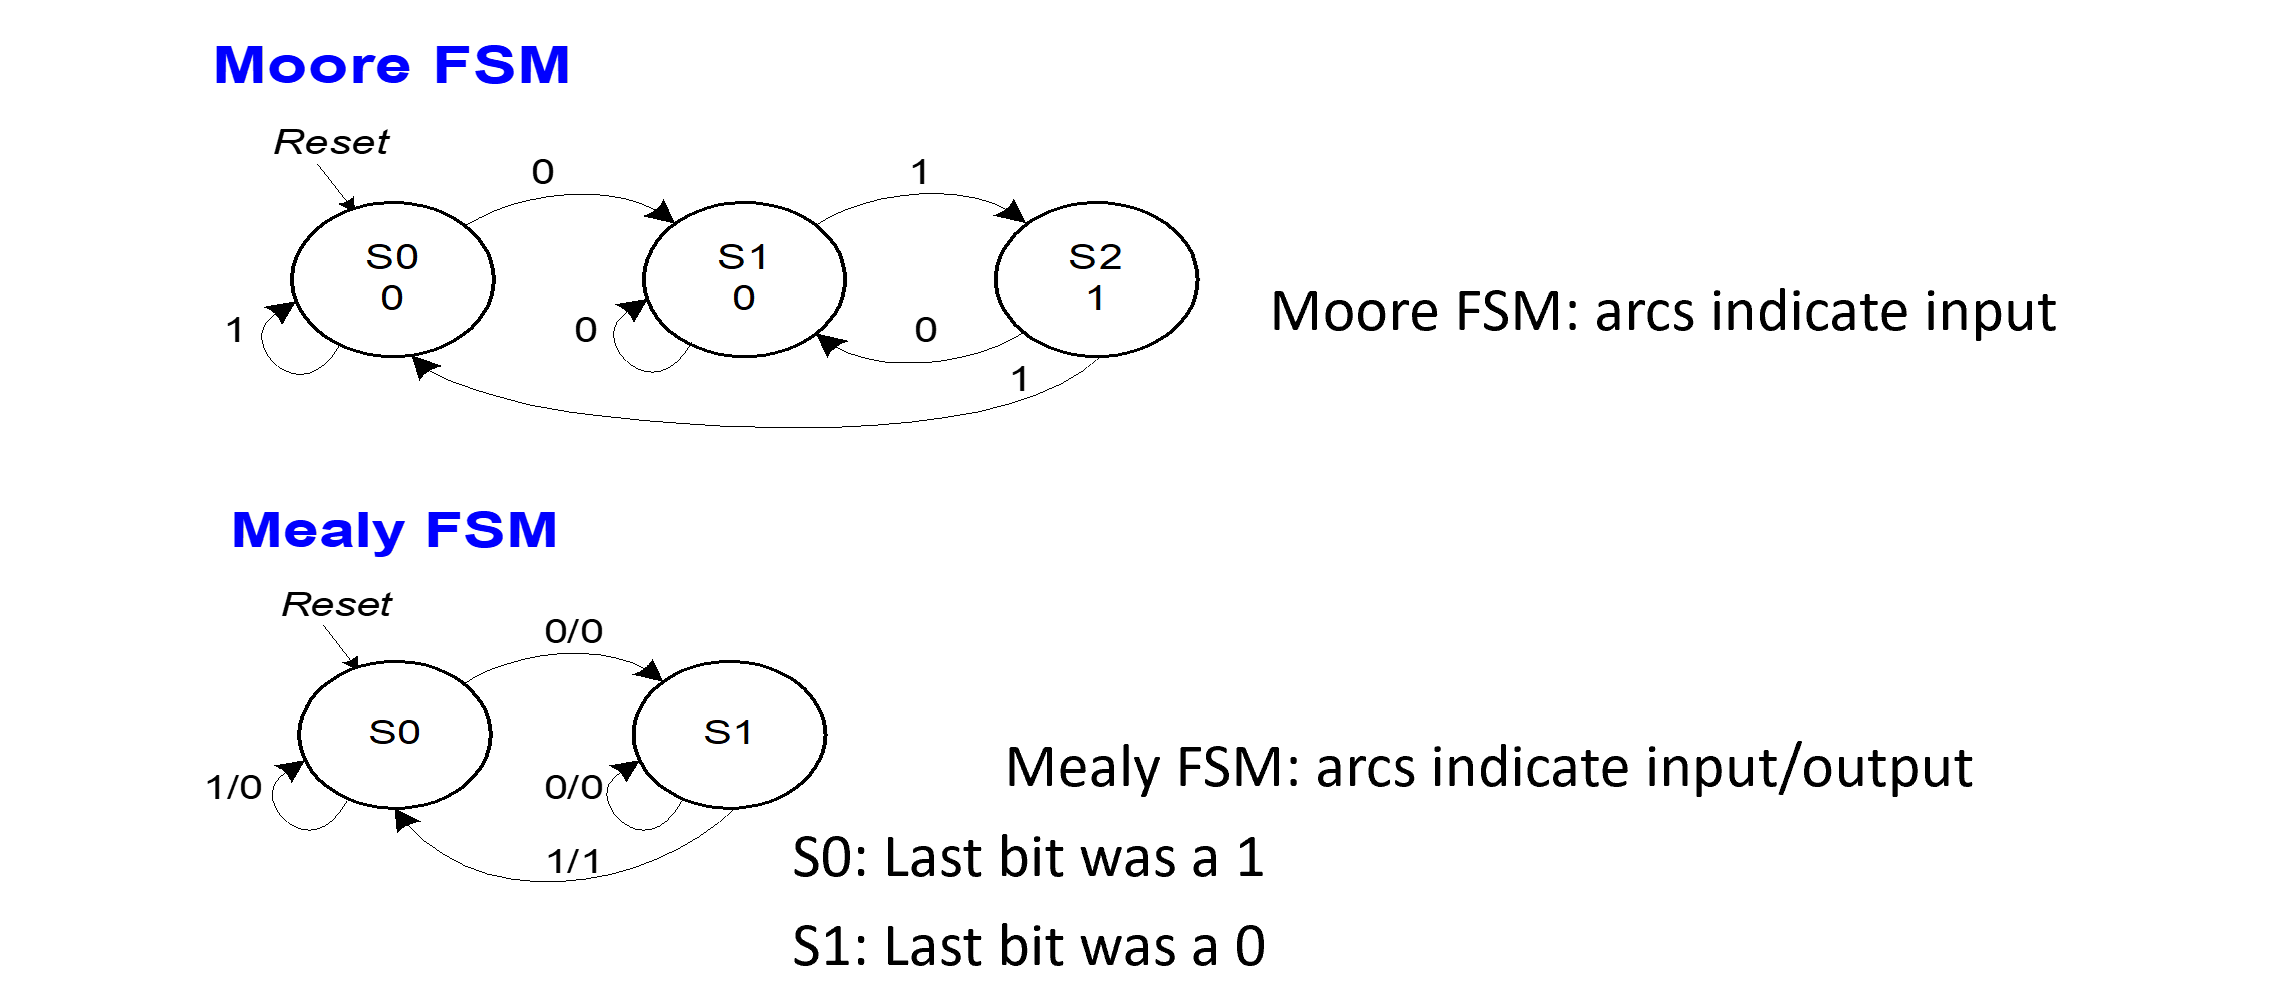 Moore FSM
Reset
0
1
S0
0
S1
0
S2
1
Moore FSM: arcs indicate input
1
0
0
1
Mealy FSM
Reset
0/0
S0
S1
1/0
0/0
Mealy FSM: arcs indicate input/output
1/1
S0: Last bit was a 1
S1: Last bit was a 0